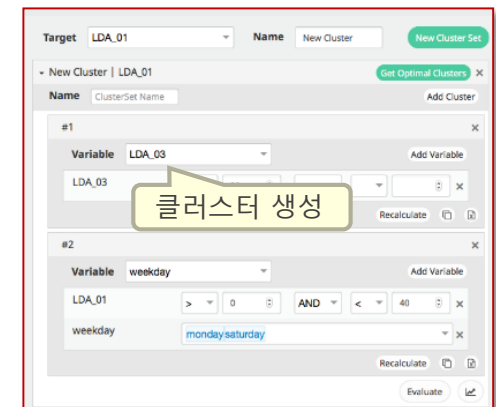 Target LDA_01 Name New Cluster New Cluster Set
New Cluster | LDA_01 Get Optimal Clusters ×
Name ClusterSet Name Add Cluster
#1 ×
Variable LDA_03 Add Variable
LDA_03 ×
클러스터 생성
Recalculate
#2 ×
Variable weekday Add Variable
LDA_01 > 0 AND < 40 ×
weekday monday saturday ×
Recalculate
Evaluate